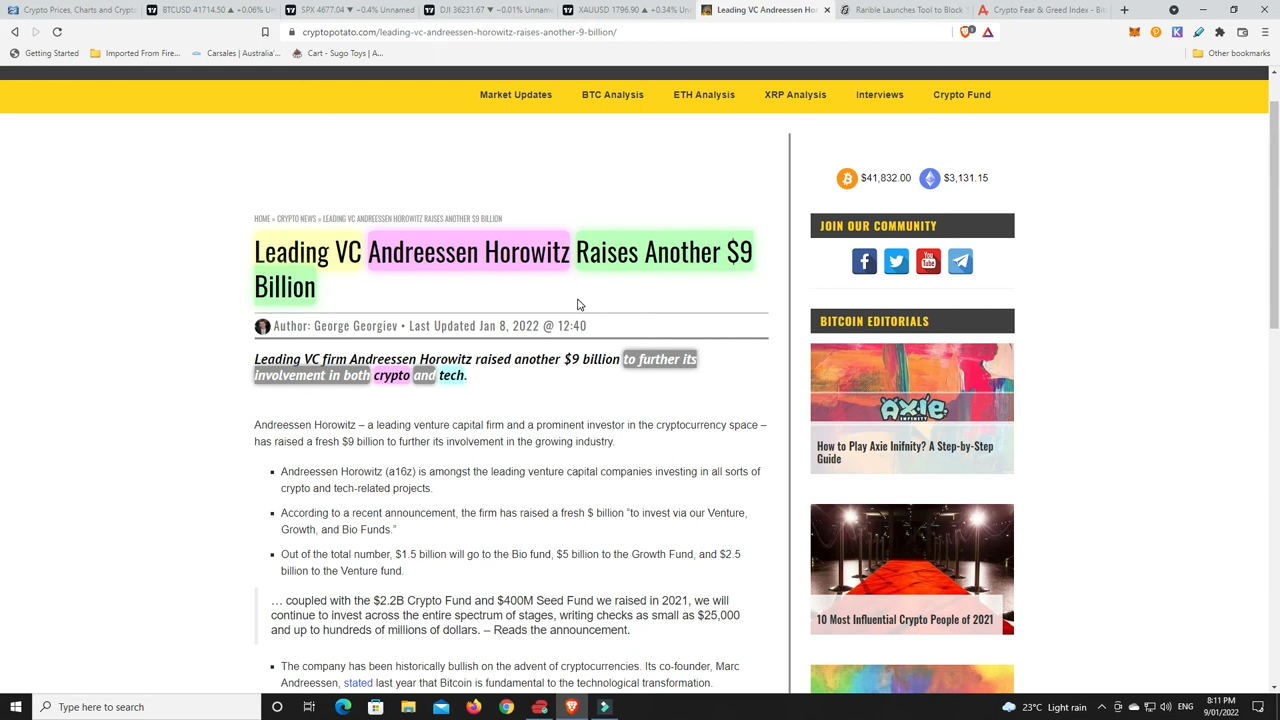 Crypto Prices, Charts and Crypto
BTCUSD 41714.50 ▲ +0.06% Un
SPX 4677.04 ▼ −0.4% Unnamed
DJI 36231.67 ▼ −0.01% Unnam
XAUUSD 1796.90 ▲ +0.34% Un
Leading VC Andreessen Hor
Rarible Launches Tool to Block
Crypto Fear & Greed Index - Bit
cryptopotato.com/leading-vc-andreessen-horowitz-raises-another-9-billion/
Getting Started
Imported From Fire...
Carsales | Australia's...
Cart - Sugo Toys | A...
Other bookmarks
Market Updates BTC Analysis ETH Analysis XRP Analysis Interviews Crypto Fund
$41,832.00 $3,131.15
HOME » CRYPTO NEWS » LEADING VC ANDREESSEN HOROWITZ RAISES ANOTHER $9 BILLION
Leading VC Andreessen Horowitz Raises Another $9
Billion
Author: George Georgiev • Last Updated Jan 8, 2022 @ 12:40
Leading VC firm Andreessen Horowitz raised another $9 billion to further its
involvement in both crypto and tech.
Andreessen Horowitz – a leading venture capital firm and a prominent investor in the cryptocurrency space –
has raised a fresh $9 billion to further its involvement in the growing industry.
Andreessen Horowitz (a16z) is amongst the leading venture capital companies investing in all sorts of
crypto and tech-related projects.
According to a recent announcement, the firm has raised a fresh $ billion “to invest via our Venture,
Growth, and Bio Funds.”
Out of the total number, $1.5 billion will go to the Bio fund, $5 billion to the Growth Fund, and $2.5
billion to the Venture fund.
… coupled with the $2.2B Crypto Fund and $400M Seed Fund we raised in 2021, we will
continue to invest across the entire spectrum of stages, writing checks as small as $25,000
and up to hundreds of millions of dollars. – Reads the announcement.
The company has been historically bullish on the advent of cryptocurrencies. Its co-founder, Marc
Andreessen, stated last year that Bitcoin is fundamental to the technological transformation.
JOIN OUR COMMUNITY
You
Tube
BITCOIN EDITORIALS
AXIE
INFINITY
How to Play Axie Inifnity? A Step-by-Step
Guide
10 Most Influential Crypto People of 2021
Type here to search
23°C Light rain
8:11 PM
9/01/2022